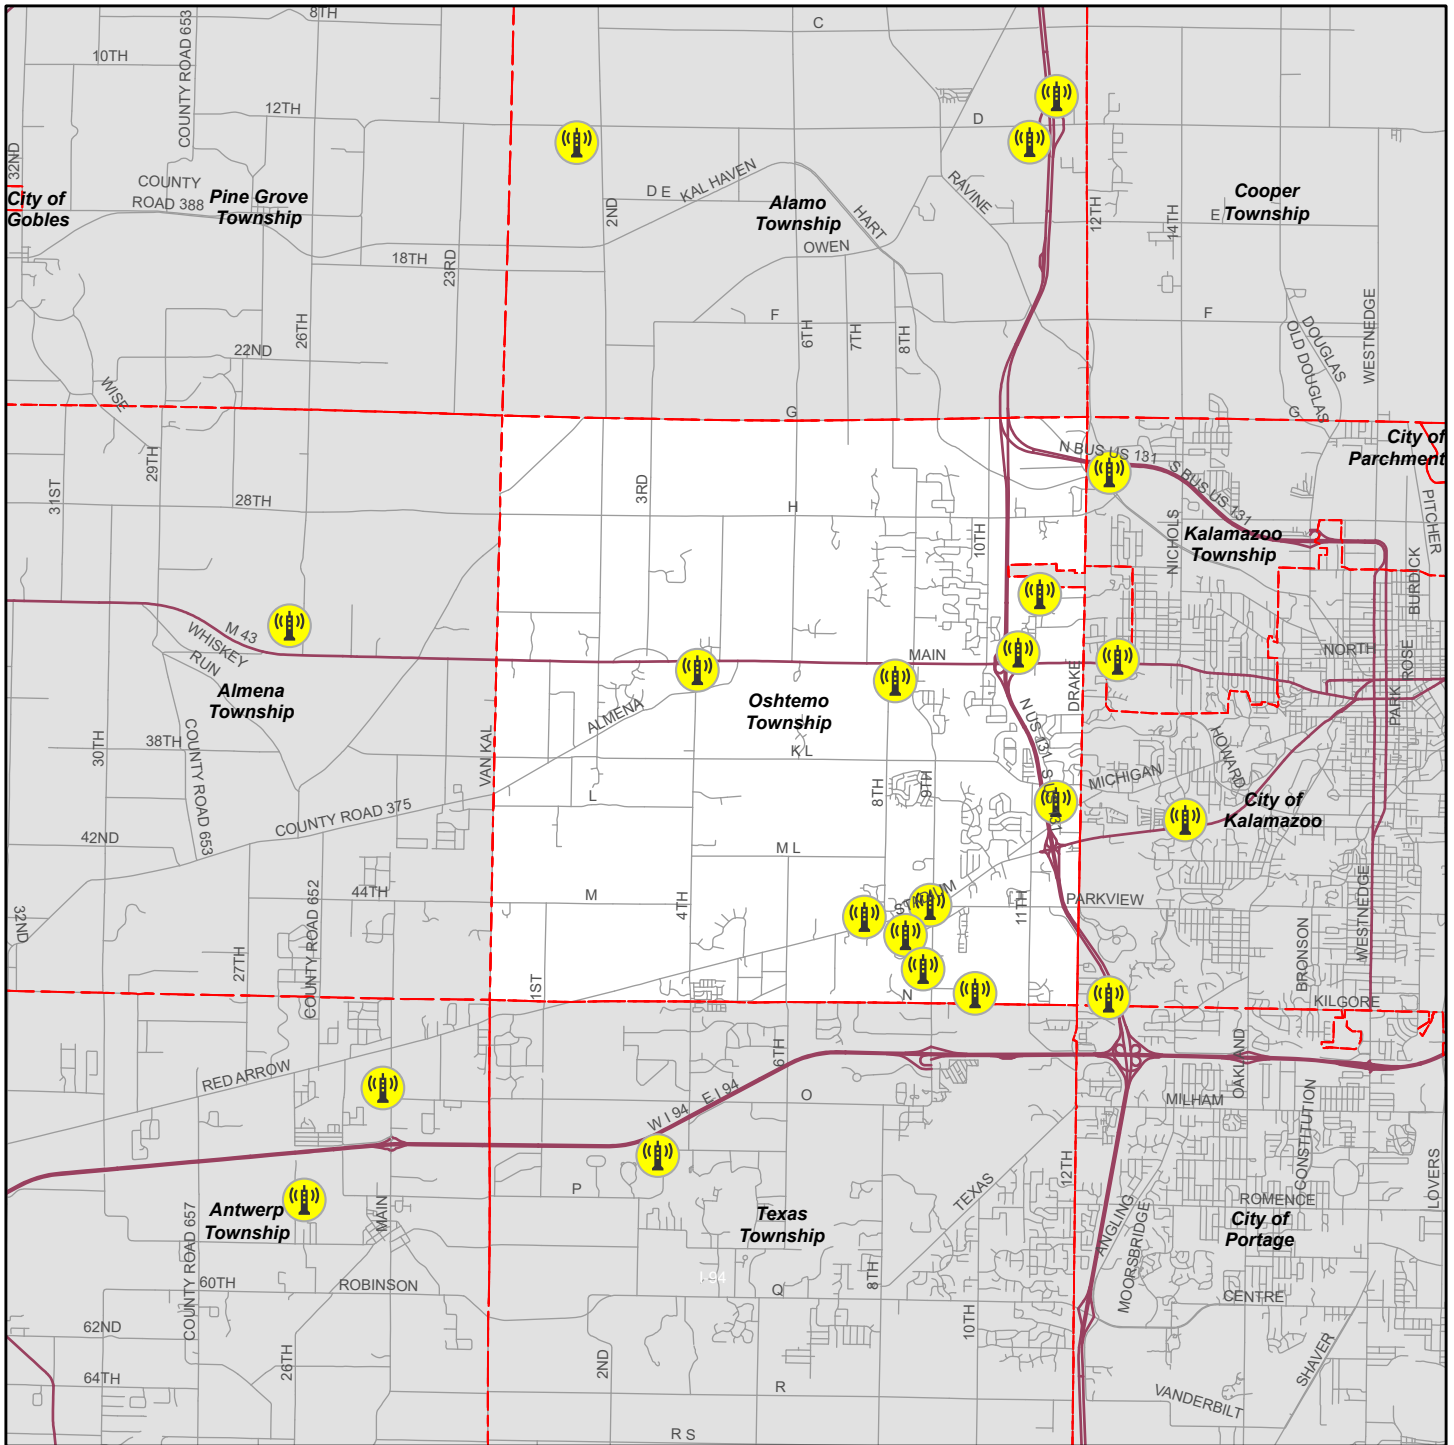 8TH
C
10TH
COUNTY ROAD 653
12TH
D
32ND
COUNTY
ROAD 388
City of
Gobles
Pine Grove
Township
D E
KAL HAVEN
2ND
Alamo
Township
HART
OWEN
RAVINE
12TH
14TH
E
Cooper
Township
18TH
23RD
26TH
22ND
WISE
F
6TH
7TH
8TH
F
DOUGLAS
OLD DOUGLAS
WESTNEDGE
G
G
City of
Parchment
31ST
29TH
28TH
3RD
H
10TH
N BUS US 131
S BUS US 131
NICHOLS
Kalamazoo
Township
PITCHER
BURDICK
M 43
WHISKEY
RUN
Almena
Township
MAIN
Oshtemo
Township
DRAKE
NORTH
ROSE
PARK
ALMENA
N US 131
S US 131
30TH
38TH
COUNTY ROAD 653
VAN KAL
K L
L
8TH
9TH
MICHIGAN
HOWARD
City of
Kalamazoo
COUNTY ROAD 375
42ND
M L
44TH
COUNTY ROAD 652
M
4TH
STADIUM
11TH
PARKVIEW
WESTNEDGE
BRONSON
32ND
27TH
1ST
N
KILGORE
RED ARROW
6TH
W I 94
E I 94
O
OAKLAND
MILHAM
CONSTITUTION
12TH
LOVERS
P
TEXAS
ROMENCE
Antwerp
Township
MAIN
COUNTY ROAD 657
Texas
Township
City of
Portage
ANGLING
MOORSBRIDGE
60TH
ROBINSON
I 94
Q
8TH
CENTRE
62ND
26TH
2ND
10TH
SHAVER
64TH
R
VANDERBILT
R S